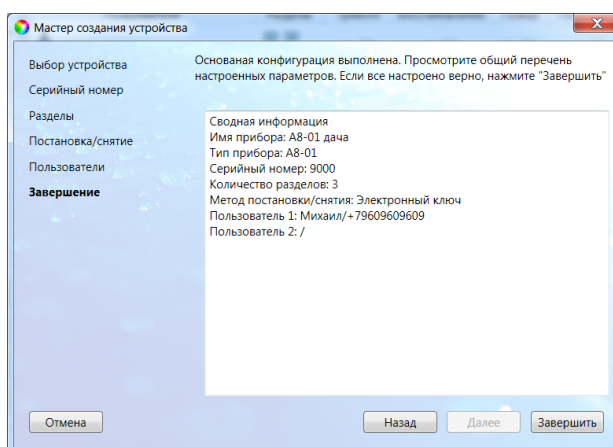 Мастер создания устройства
Выбор устройства
Серийный номер
Разделы
Постановка/снятие
Пользователи
Завершение
Основаная конфигурация выполнена. Просмотрите общий перечень
настроенных параметров. Если все настроено верно, нажмите "Завершить"
Сводная информация
Имя прибора: А8-01 дача
Тип прибора: А8-01
Серийный номер: 9000
Количество разделов: 3
Метод постановки/снятия: Электронный ключ
Пользователь 1: Михаил/+79609609609
Пользователь 2: /
Отмена
Назад
Далее
Завершить